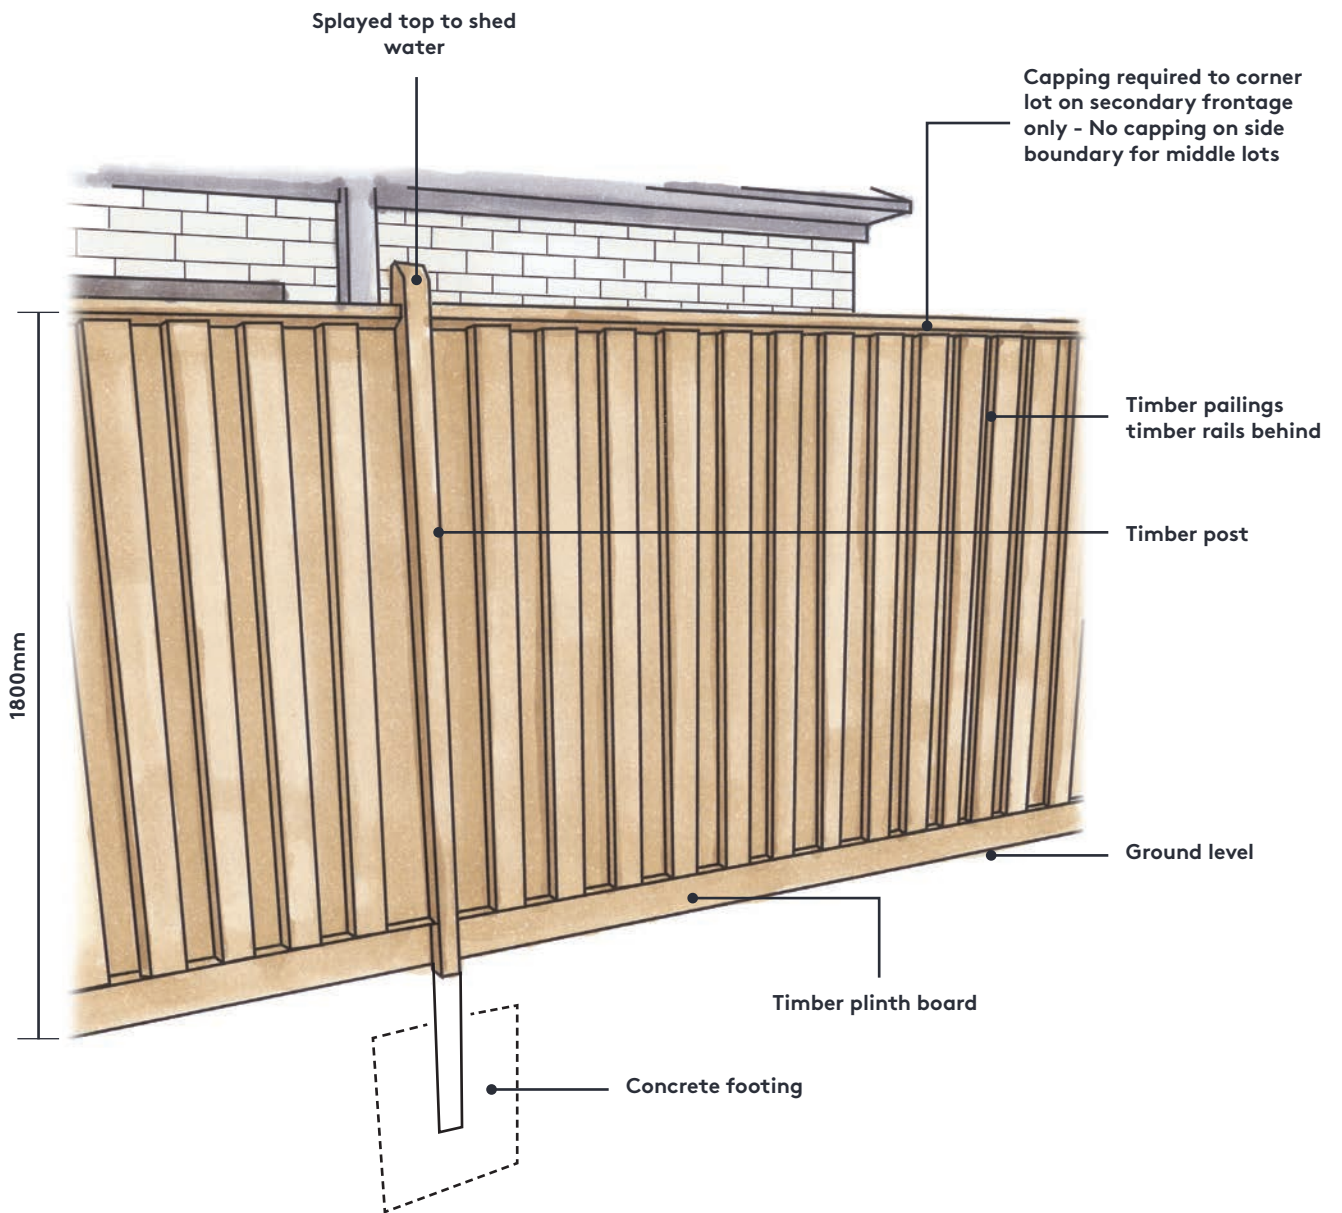 Splayed top to shed
water
Capping required to corner
lot on secondary frontage
only - No capping on side
boundary for middle lots
Timber pailings
timber rails behind
Timber post
1800mm
Ground level
Timber plinth board
Concrete footing